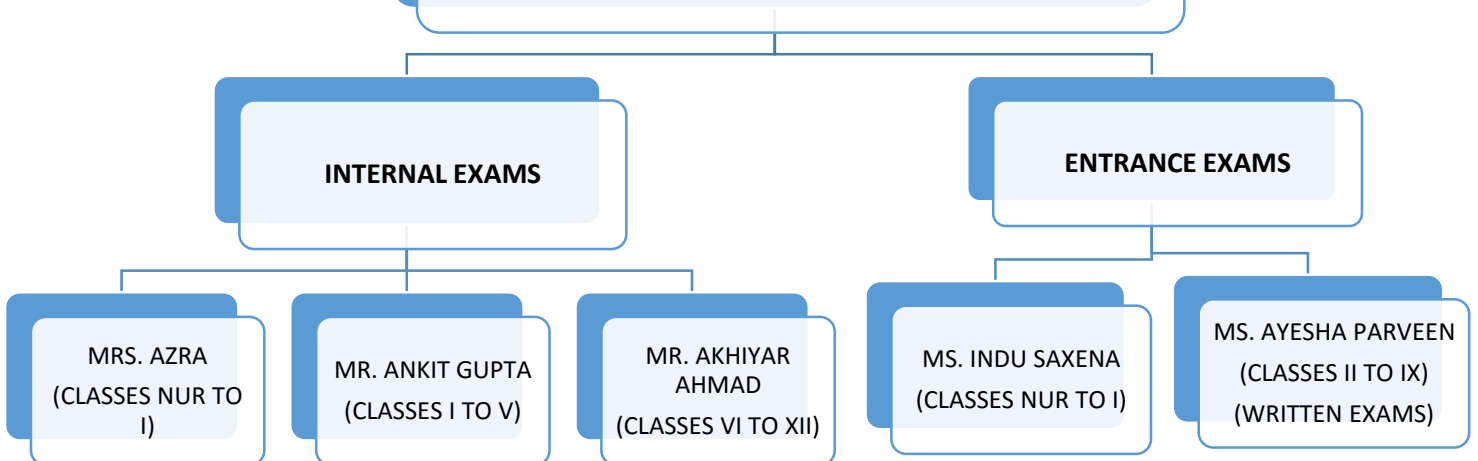 INTERNAL EXAMS
ENTRANCE EXAMS
MRS. AZRA
(CLASSES NUR TO
I)
MR. ANKIT GUPTA
(CLASSES I TO V)
MR. AKHIYAR
AHMAD
(CLASSES VI TO XII)
MS. INDU SAXENA
(CLASSES NUR TO I)
MS. AYESHA PARVEEN
(CLASSES II TO IX)
(WRITTEN EXAMS)